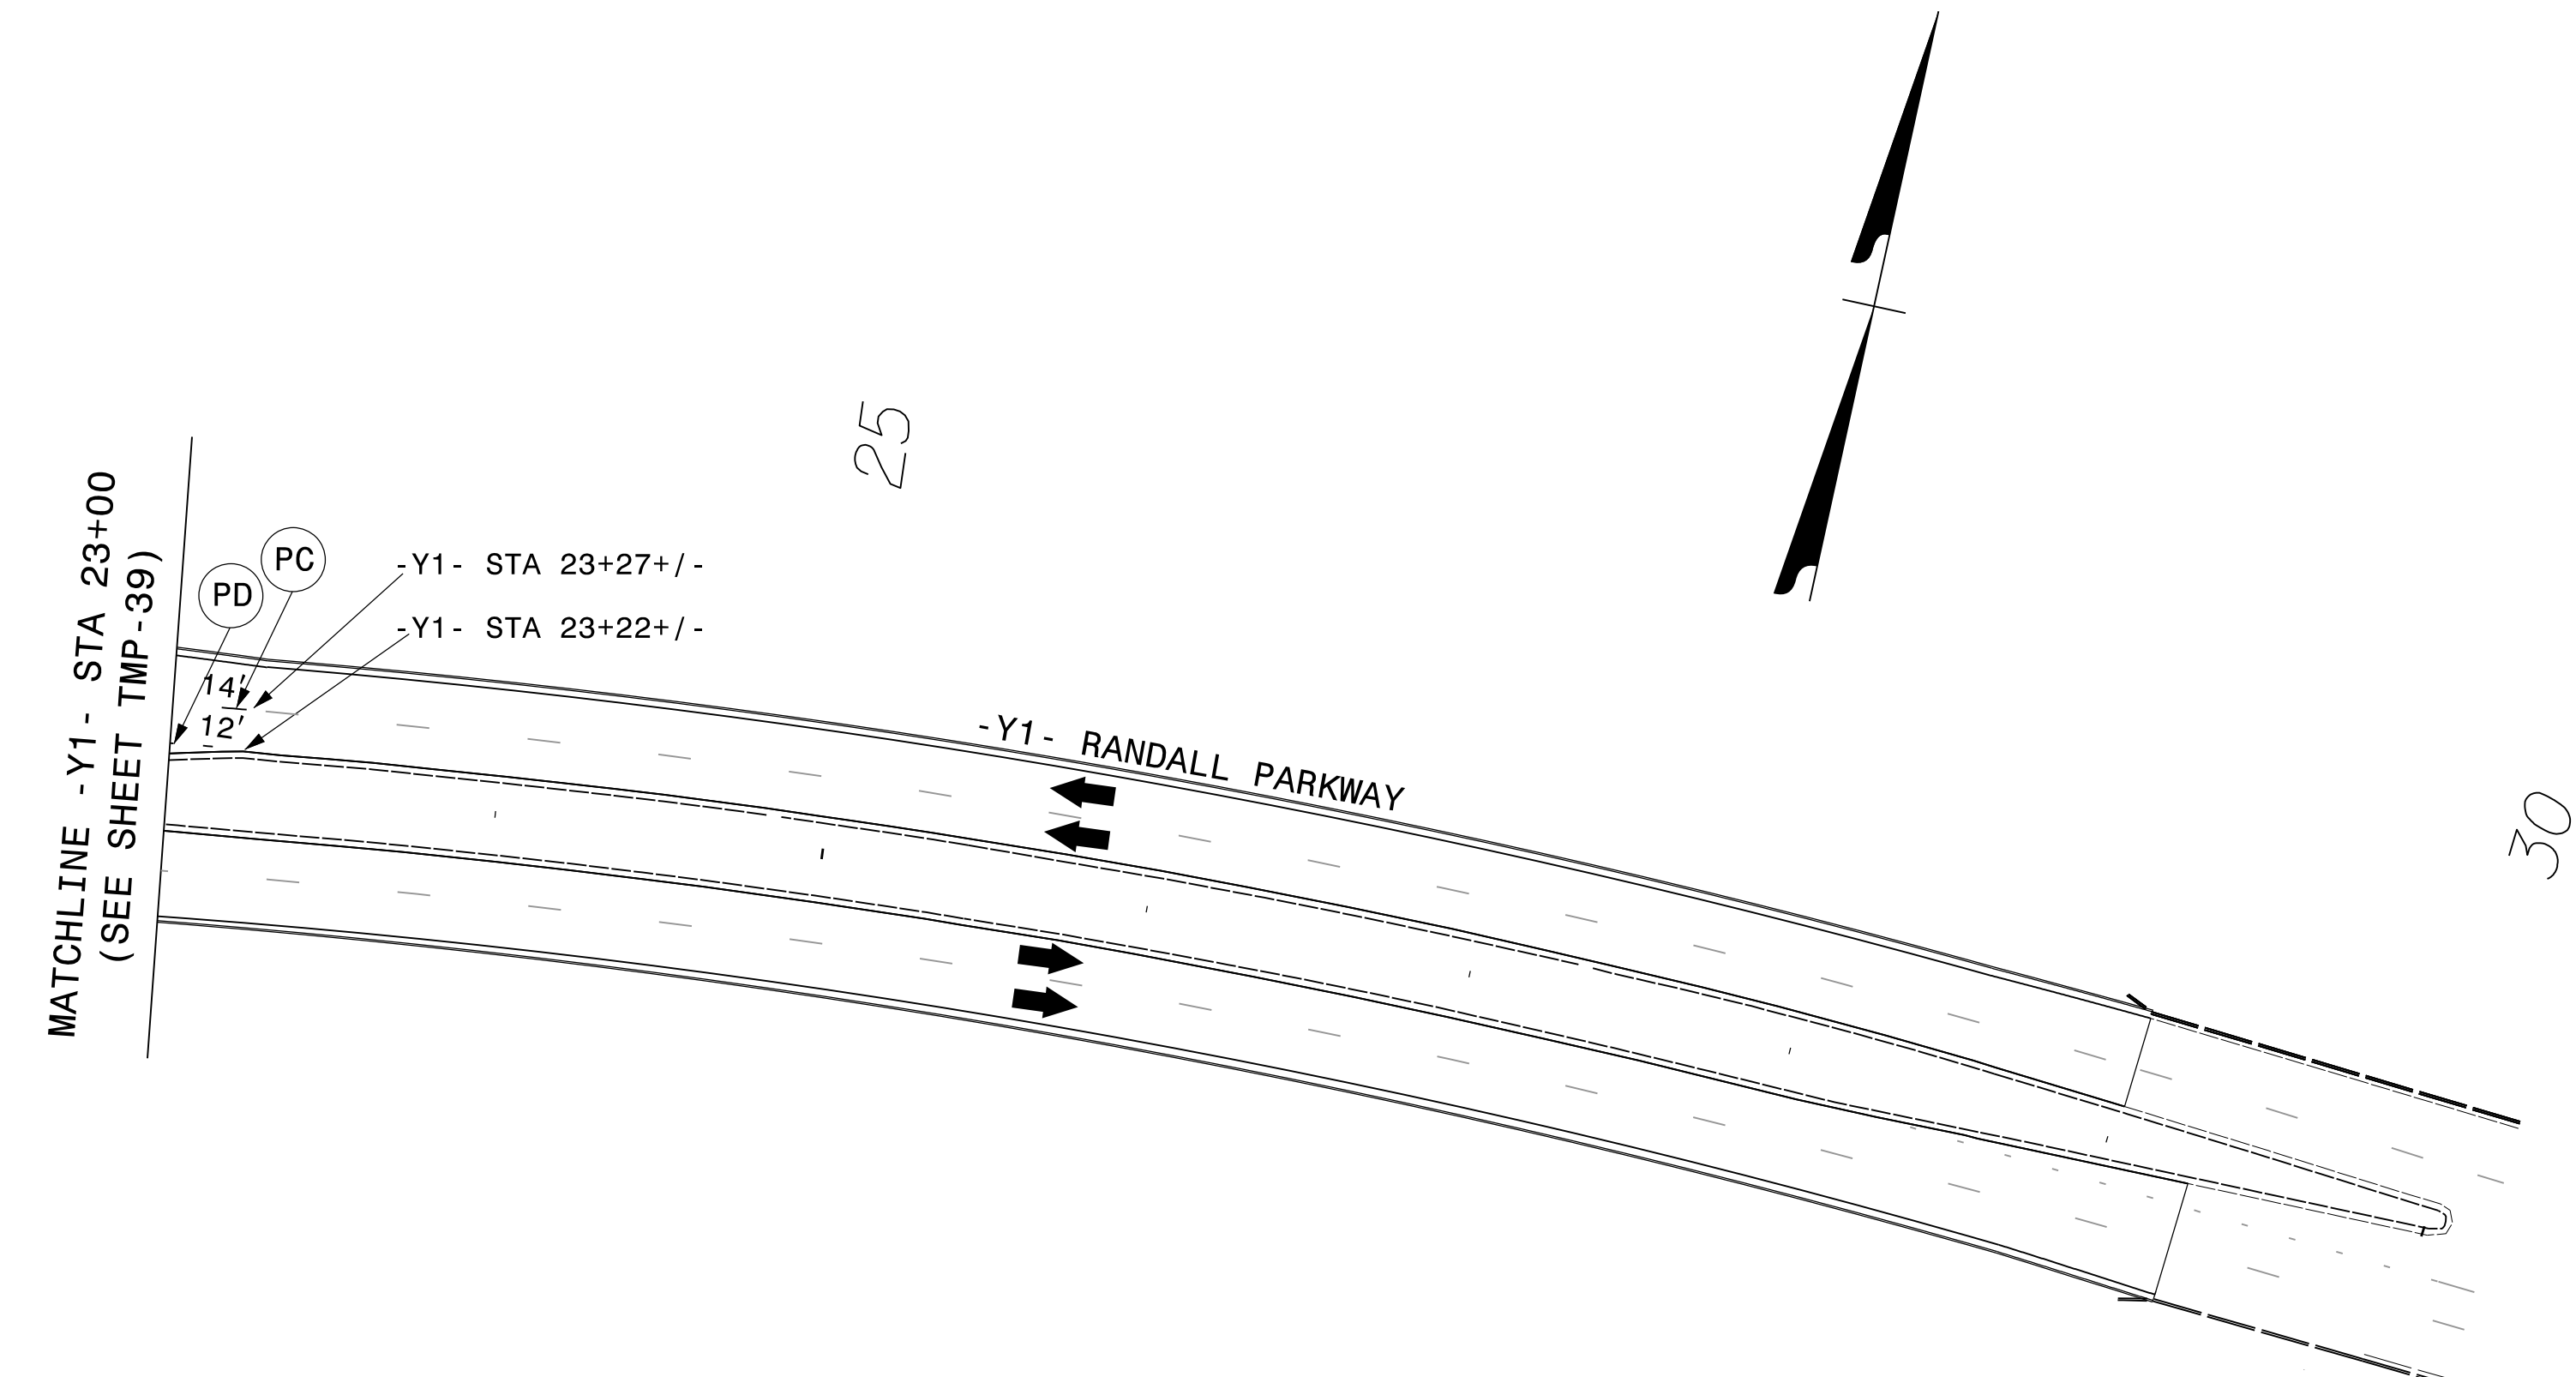 MATCHLINE -Y1- STA 23+00
(SEE SHEET TMP-39)
PD
PC
-Y1- STA 23+27+/-
-Y1- STA 23+22+/-
14'
12'
25
-Y1- RANDALL PARKWAY
30